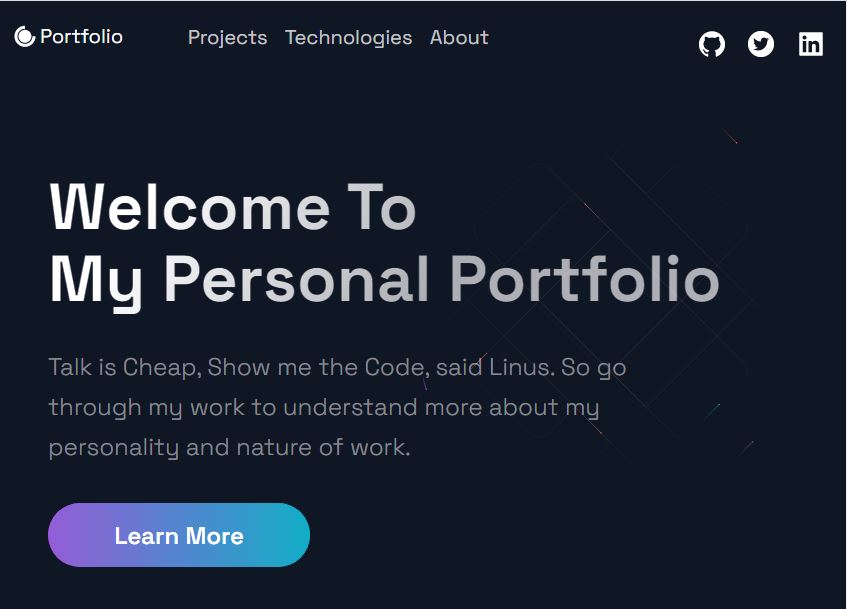 Portfolio
Projects Technologies About
Welcome To
My Personal Portfolio
Talk is Cheap, Show me the Code, said Linus. So go
through my work to understand more about my
personality and nature of work.
Learn More